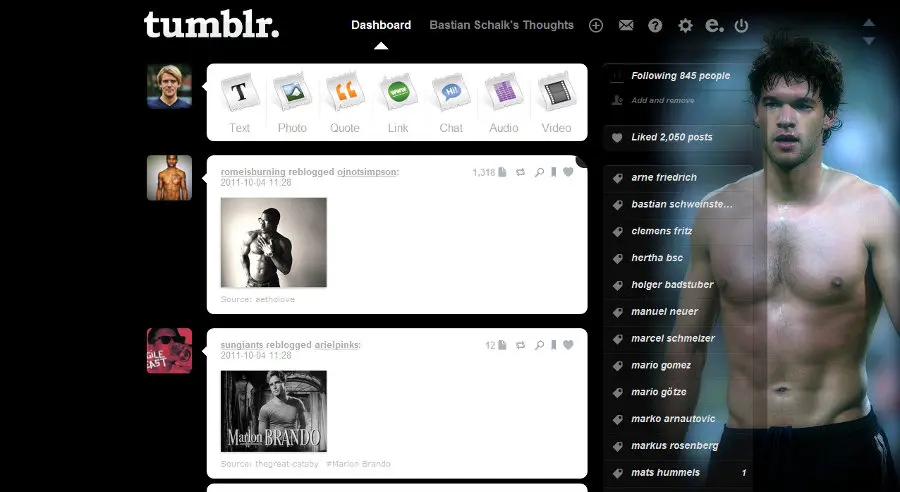 tumblr.
Dashboard
Bastian Schalk's Thoughts
Text
Photo
Quote
Link
Chat
Audio
Video
Following 845 people
Add and remove
Liked 2,050 posts
romeisburning reblogged ojnotsimpson:
2011-10-04 11:28
1,318
Source: aetholove
sungiants reblogged arielpinks:
2011-10-04 11:28
12
Marlon BRANDO
Source: thegreat-catsby #Marlon Brando
arne friedrich
bastian schweinste...
clemens fritz
hertha bsc
holger badstuber
manuel neuer
marcel schmelzer
mario gomez
mario götze
marko arnautovic
markus rosenberg
mats hummels 1